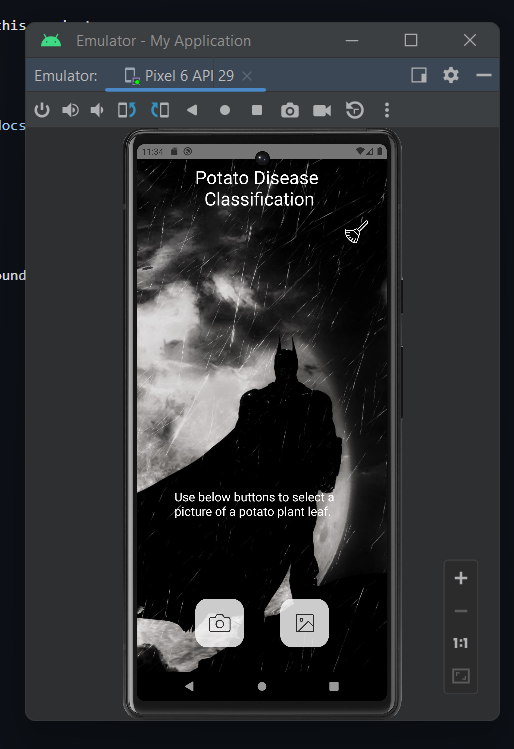 this
Emulator - My Application
Emulator: Pixel 6 API 29
docs
11:34
Potato Disease
Classification
ound
Use below buttons to select a
picture of a potato plant leaf.
1:1